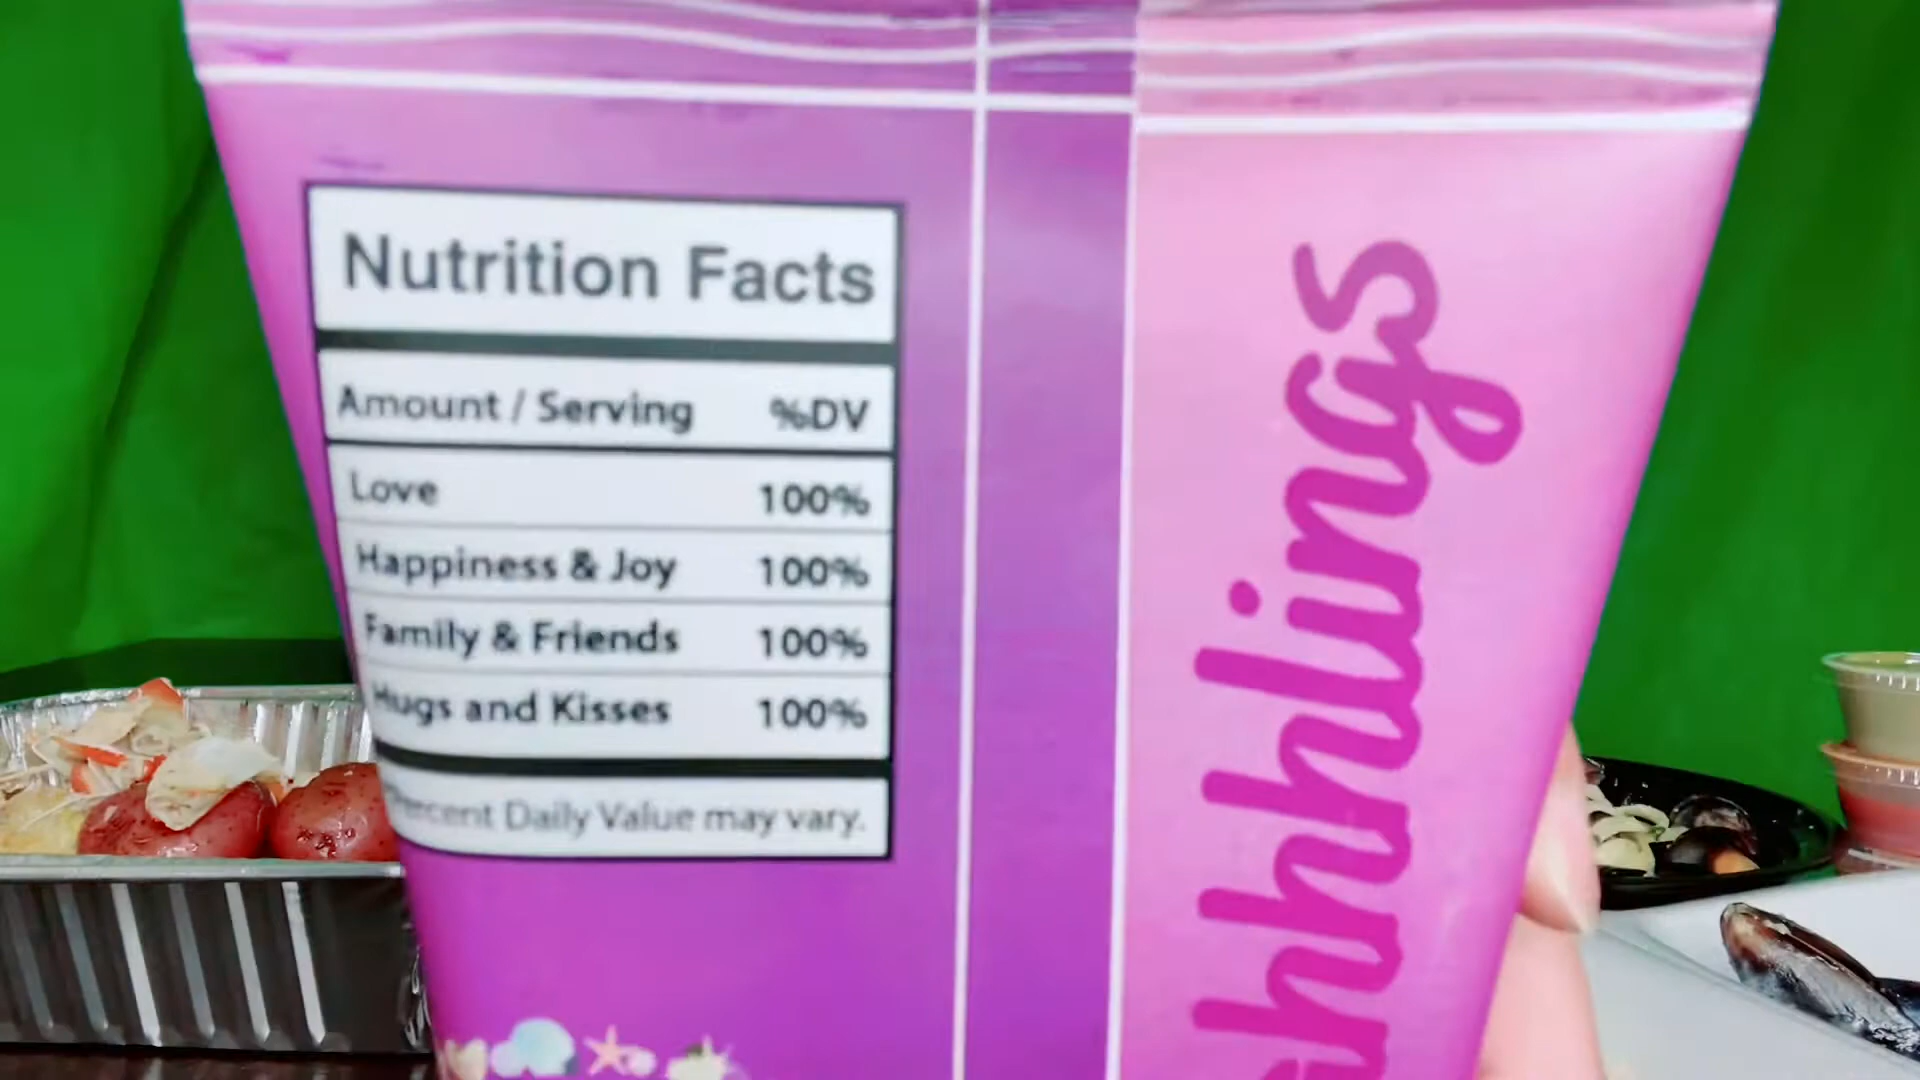 Nutrition Facts
Amount / Serving %DV
Love 100%
Happiness & Joy 100%
Family & Friends 100%
Hugs and Kisses 100%
Percent Daily Value may vary.
hhhlings